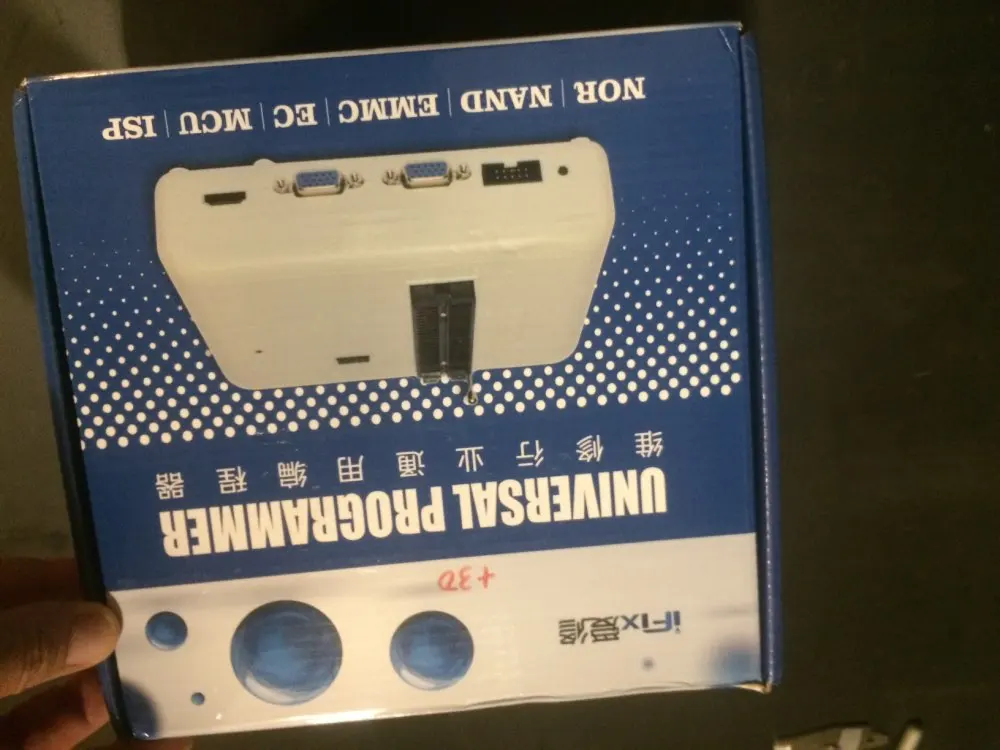 iFix爱修
+30
UNIVERSAL PROGRAMMER
维修行业通用编程器
NOR | NAND | EMMC | EC | MCU | ISP